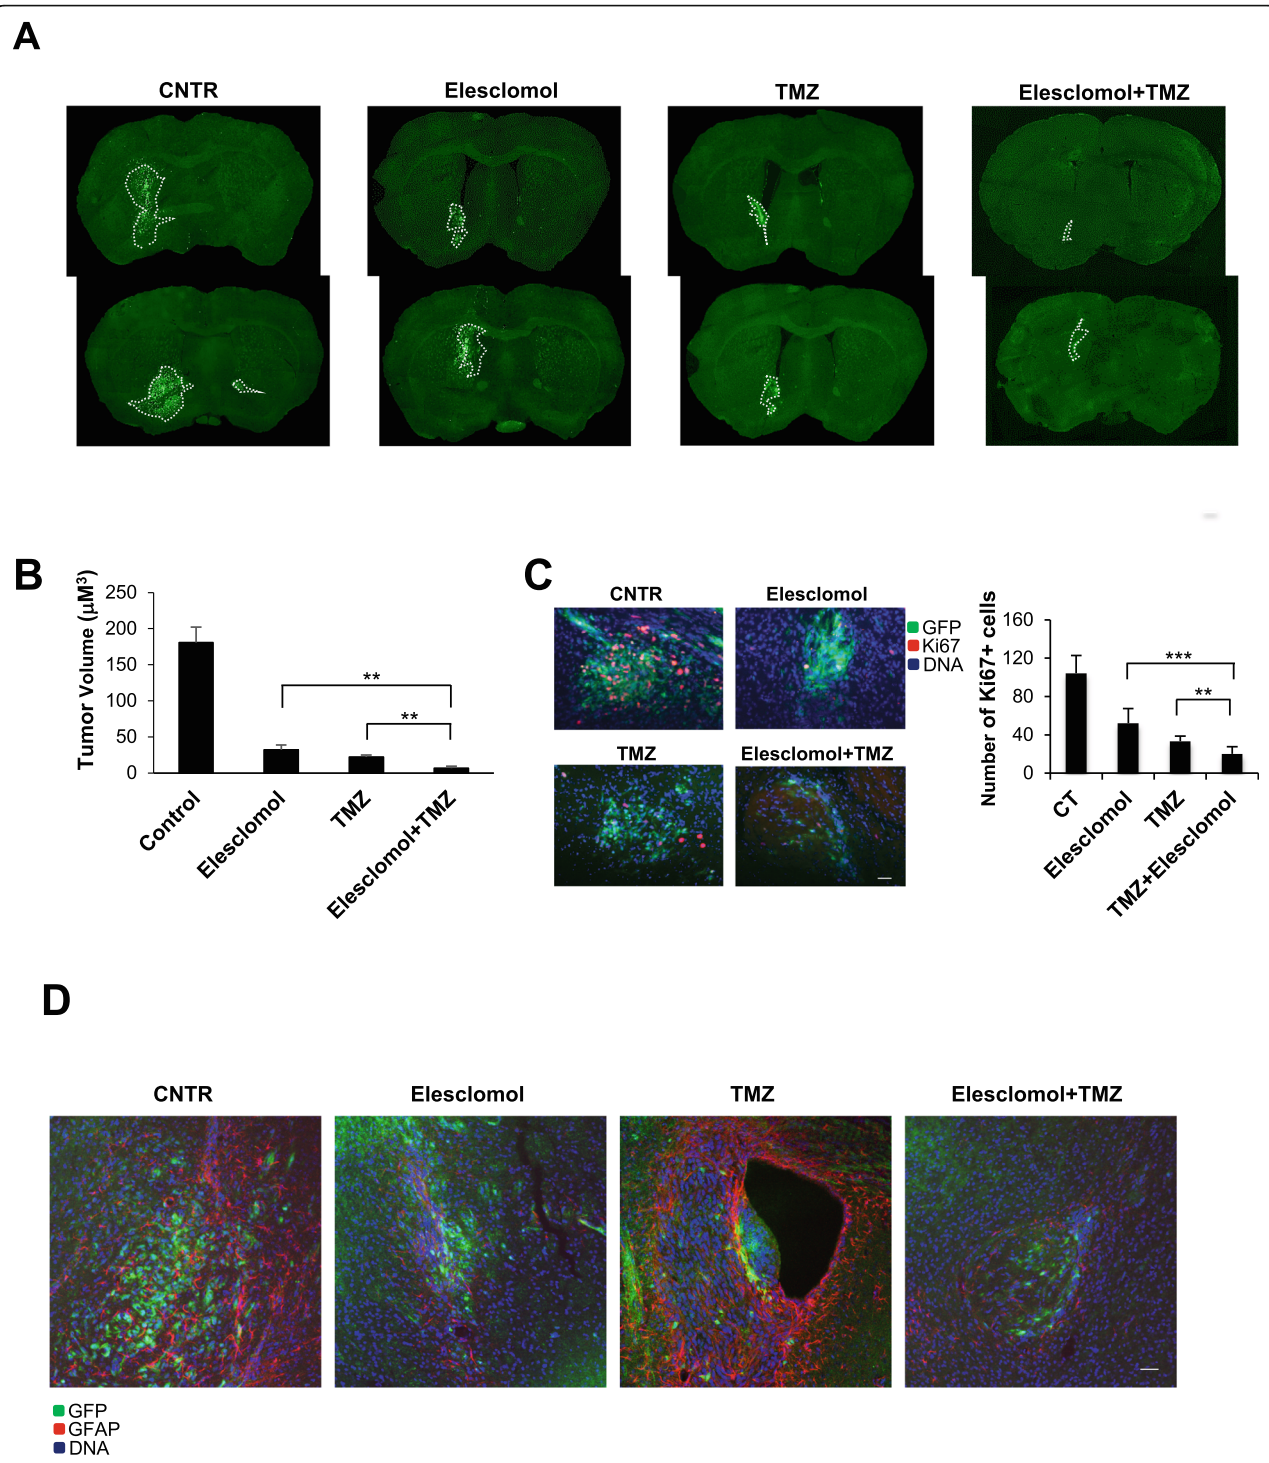 A
CNTR
Elesclomol
TMZ
Elesclomol+TMZ
B
Tumor Volume (µM³)
250
200
150
100
50
0
**
**
Control
Elesclomol
TMZ
Elesclomol+TMZ
C
CNTR
Elesclomol
GFP
Ki67
DNA
TMZ
Elesclomol+TMZ
Number of Ki67+ cells
160
120
80
40
0
***
**
CT
Elesclomol
TMZ
TMZ+Elesclomol
D
CNTR
Elesclomol
TMZ
Elesclomol+TMZ
GFP
GFAP
DNA